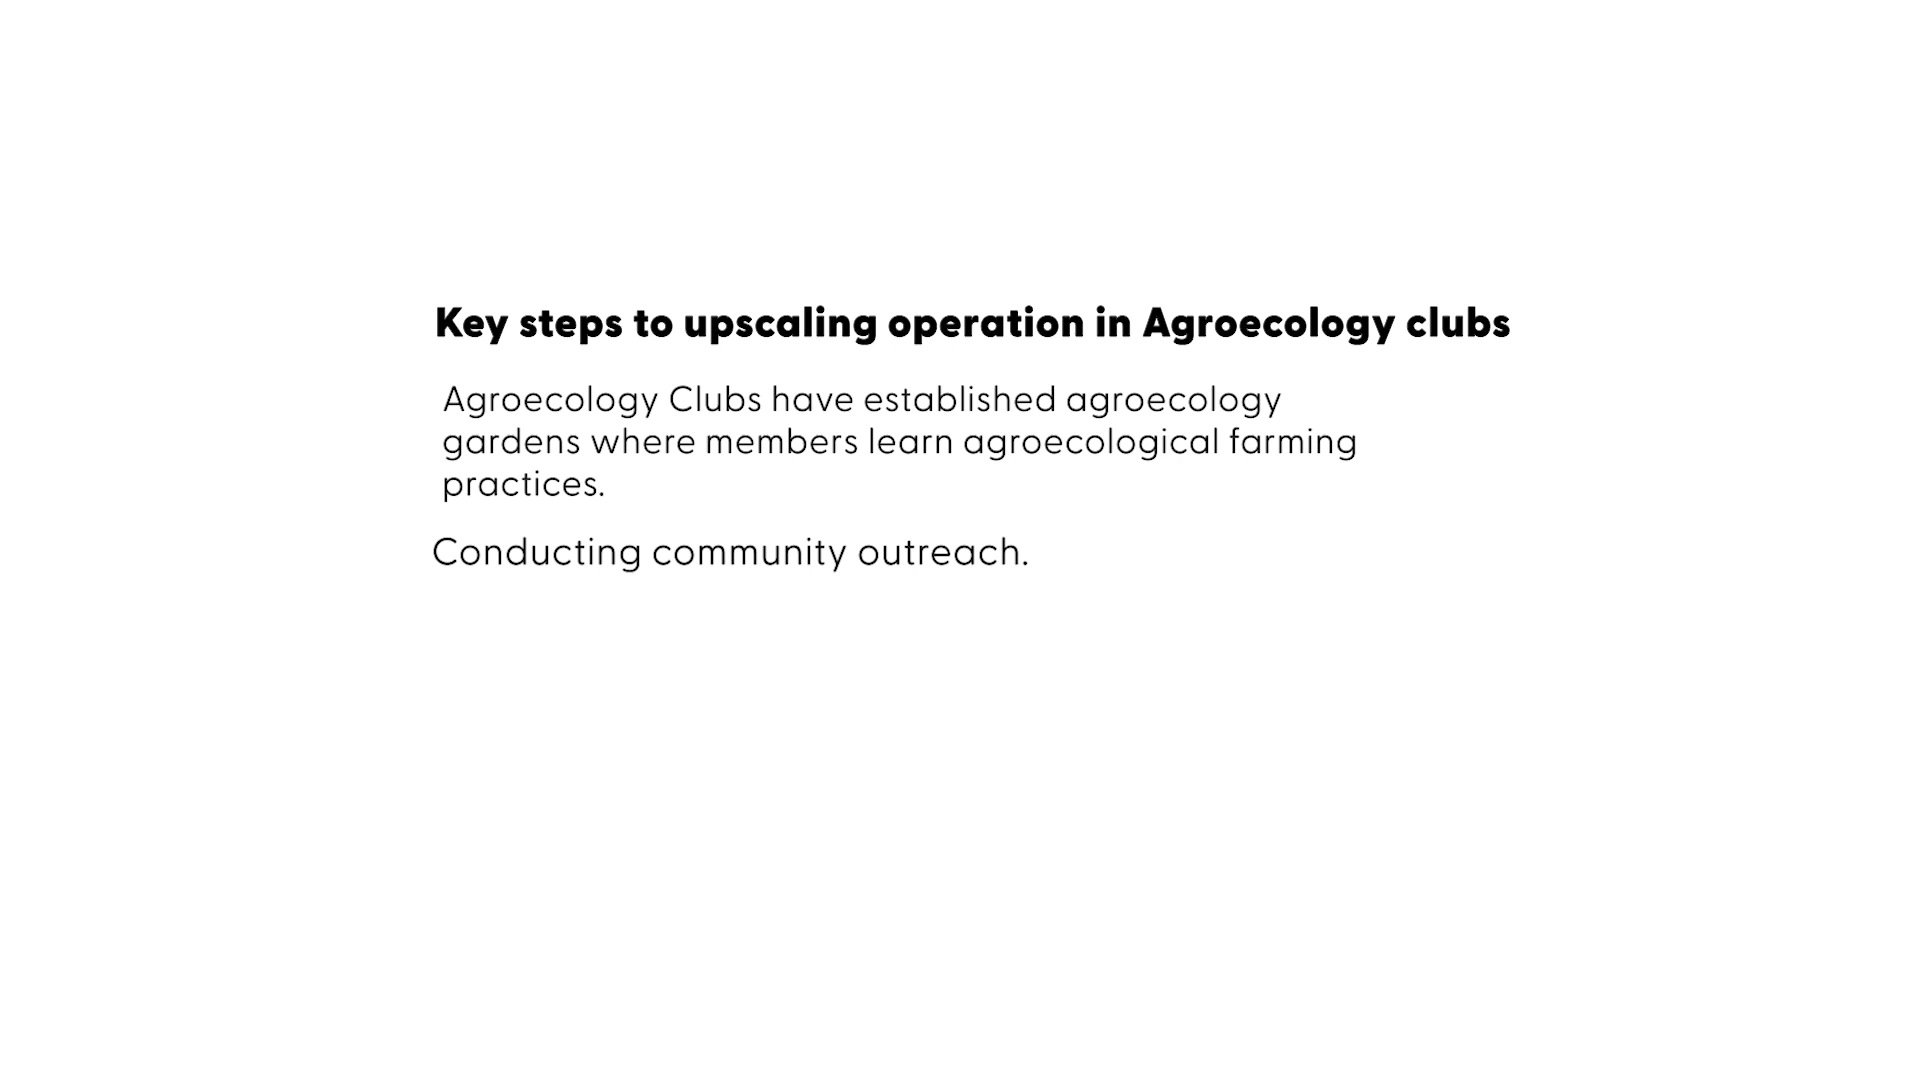 Key steps to upscaling operation in Agroecology clubs
Agroecology Clubs have established agroecology
gardens where members learn agroecological farming
practices.
Conducting community outreach.